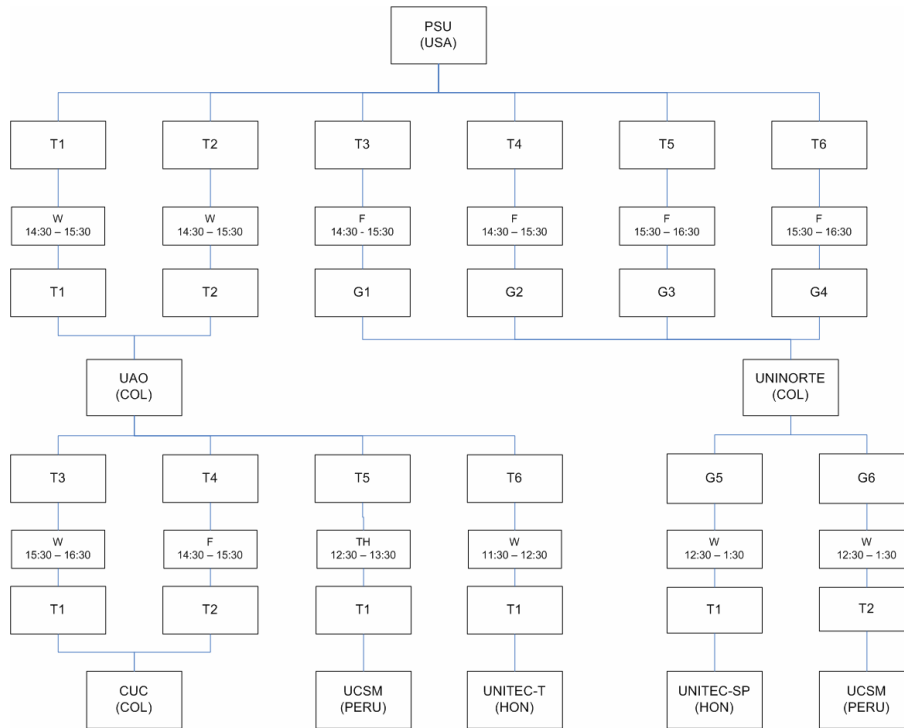 PSU
(USA)
T1
T2
T3
T4
T5
T6
W
14:30 – 15:30
W
14:30 – 15:30
F
14:30 - 15:30
F
14:30 – 15:30
F
15:30 – 16:30
F
15:30 – 16:30
T1
T2
G1
G2
G3
G4
UAO
(COL)
UNINORTE
(COL)
T3
T4
T5
T6
G5
G6
W
15:30 – 16:30
F
14:30 – 15:30
TH
12:30 – 13:30
W
11:30 – 12:30
W
12:30 – 1:30
W
12:30 – 1:30
T1
T2
T1
T1
T1
T2
CUC
(COL)
UCSM
(PERU)
UNITEC-T
(HON)
UNITEC-SP
(HON)
UCSM
(PERU)